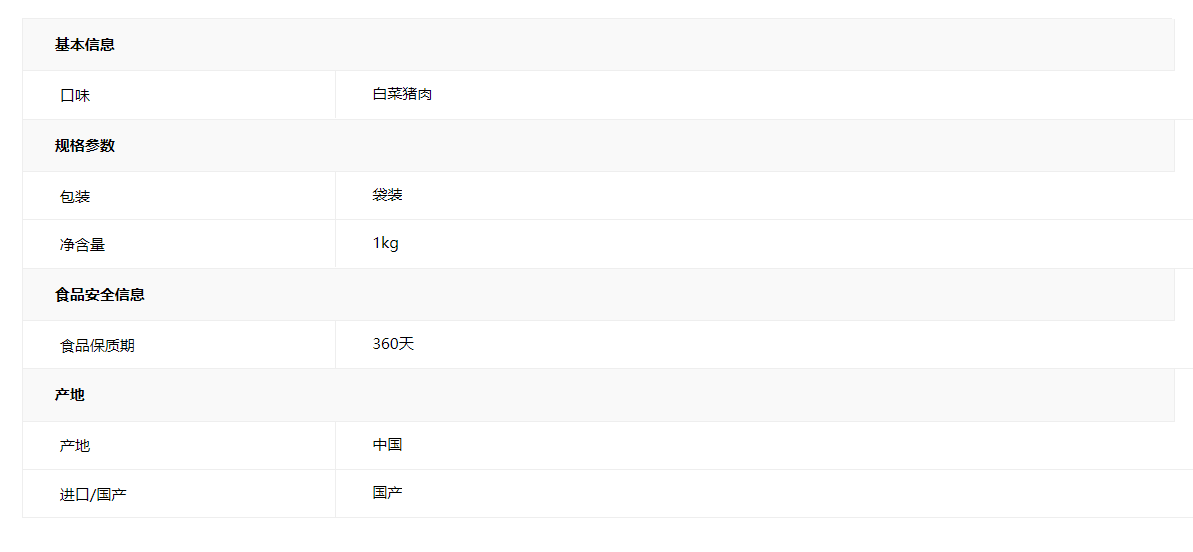 基本信息
口味 白菜猪肉
规格参数
包装 袋装
净含量 1kg
食品安全信息
食品保质期 360天
产地
产地 中国
进口/国产 国产